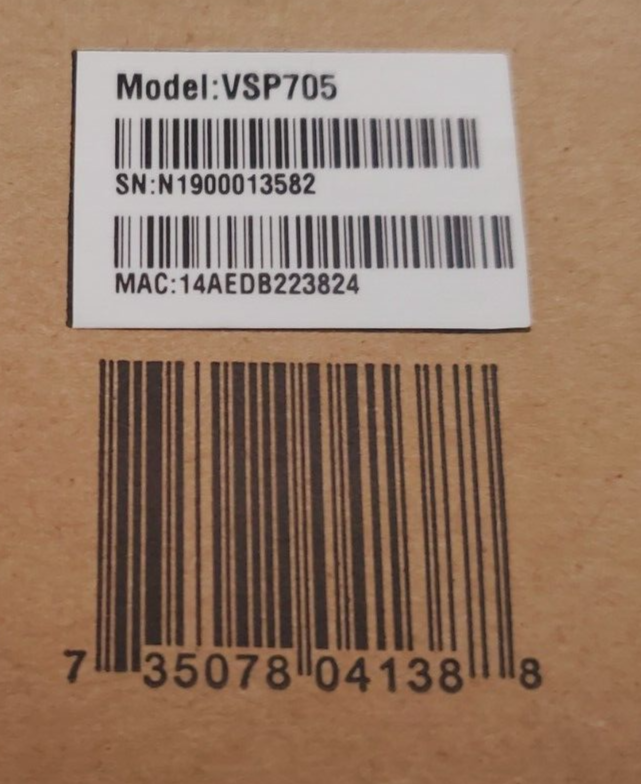 Model:VSP705
SN:N1900013582
MAC:14AEDB223824
7 35078 04138 8